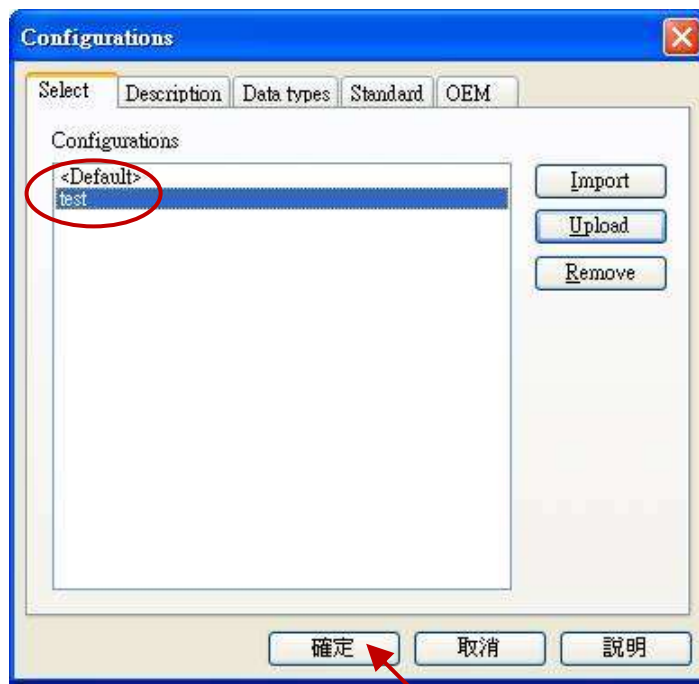 Configurations
Select Description Data types Standard OEM
Configurations
<Default>
test
Import
Upload
Remove
確定 取消 說明